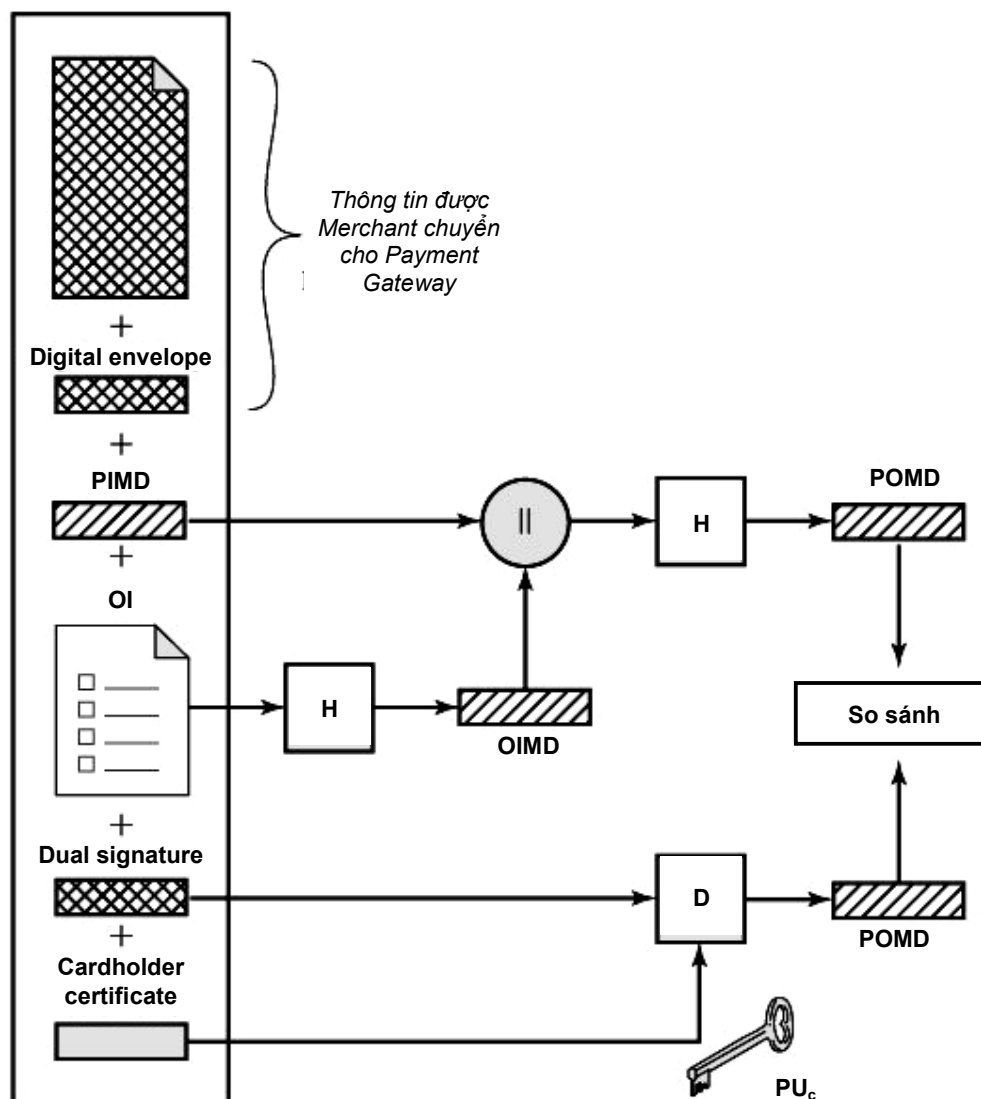 Thông tin được
Merchant chuyển
cho Payment
Gateway
+
Digital envelope
+
PIMD
+
OI
||
H
POMD
H
OIMD
So sánh
+
Dual signature
D
POMD
+
Cardholder
certificate
PUc